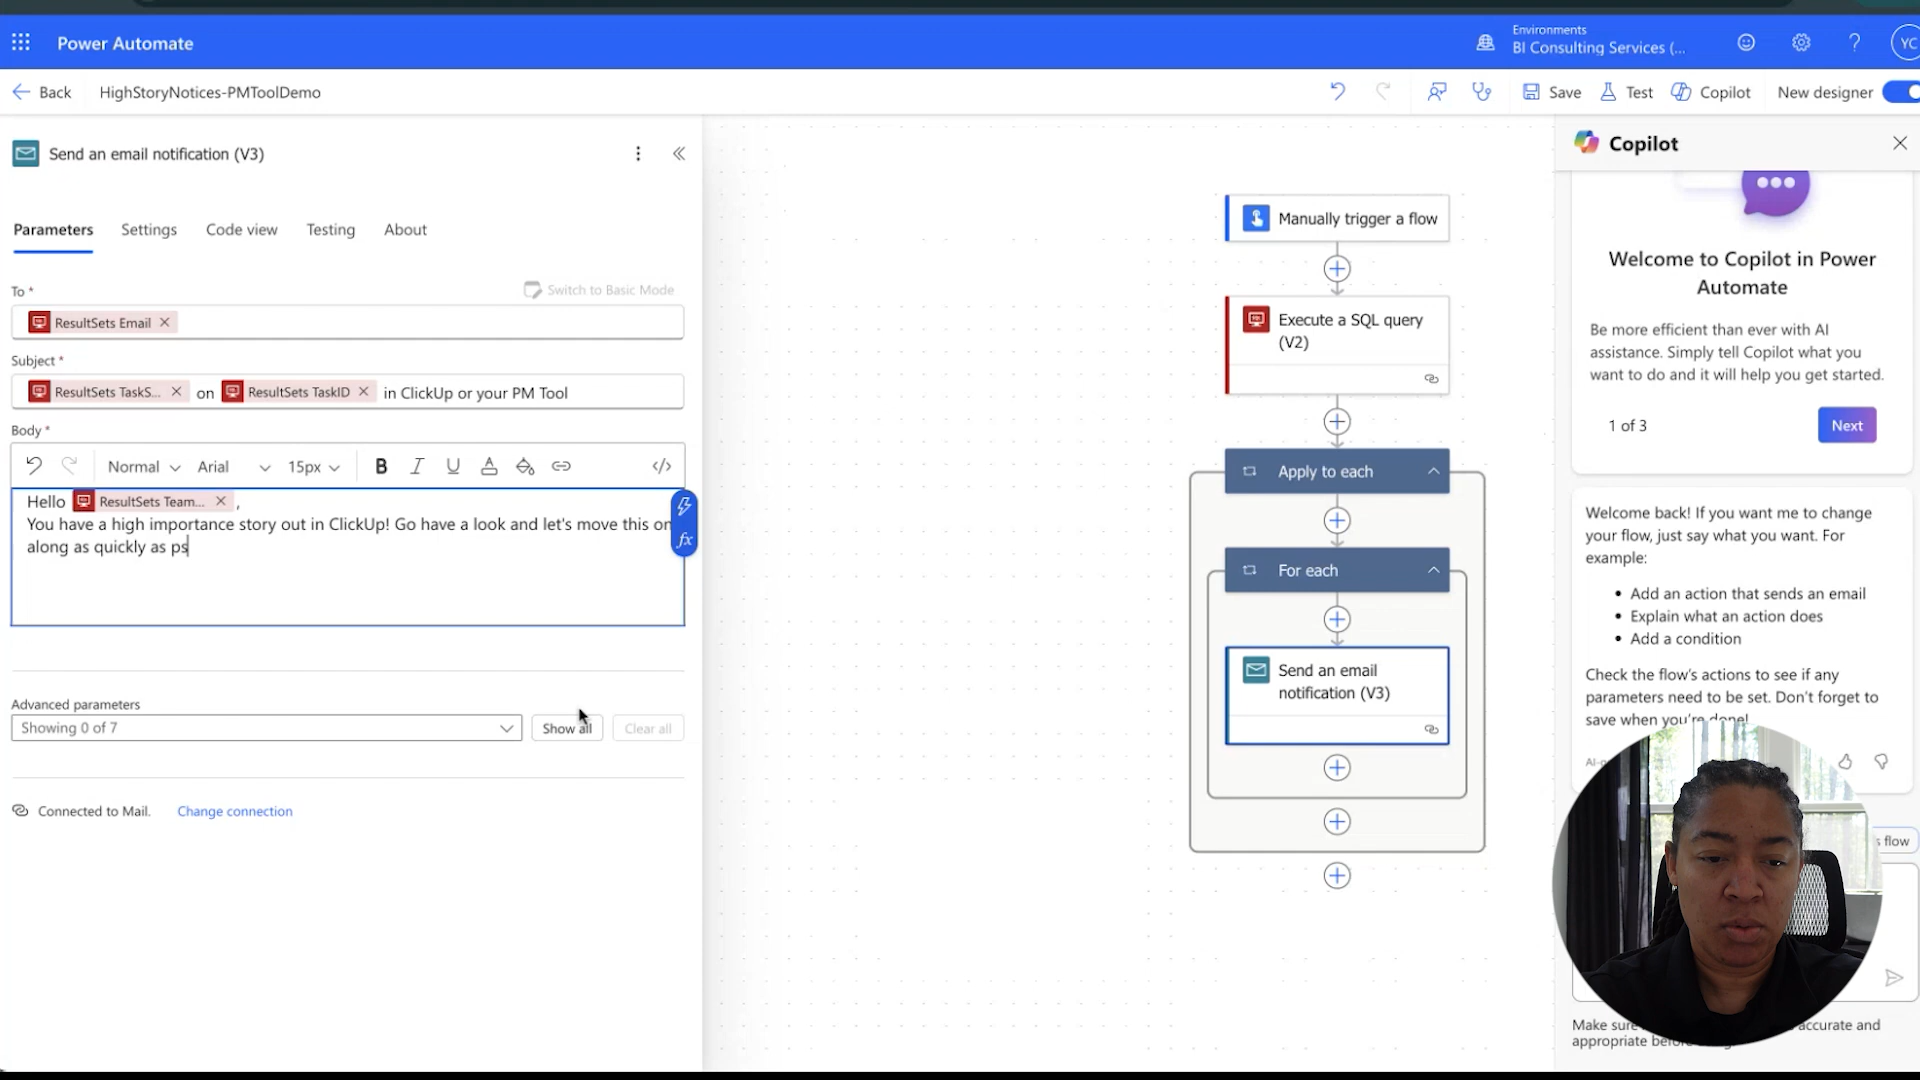 Power Automate
Environments
BI Consulting Services (...
YC
Back
HighStoryNotices-PMToolDemo
Save
Test
Copilot
New designer
Send an email notification (V3)
Parameters
Settings
Code view
Testing
About
Switch to Basic Mode
To *
ResultSets Email
Subject *
ResultSets TaskS... on ResultSets TaskID in ClickUp or your PM Tool
Body *
Normal
Arial
15px
B
I
U
A
</>
Hello ResultSets Team... ,
You have a high importance story out in ClickUp! Go have a look and let's move this on
along as quickly as ps
fx
Advanced parameters
Showing 0 of 7
Show all
Clear all
Connected to Mail.
Change connection
Manually trigger a flow
Execute a SQL query
(V2)
Apply to each
For each
Send an email
notification (V3)
Copilot
Welcome to Copilot in Power
Automate
Be more efficient than ever with AI
assistance. Simply tell Copilot what you
want to do and it will help you get started.
1 of 3
Next
Welcome back! If you want me to change
your flow, just say what you want. For
example:
• Add an action that sends an email
• Explain what an action does
• Add a condition
Check the flow's actions to see if any
parameters need to be set. Don't forget to
save when you're done!
flow
Make sure
accurate and
appropriate